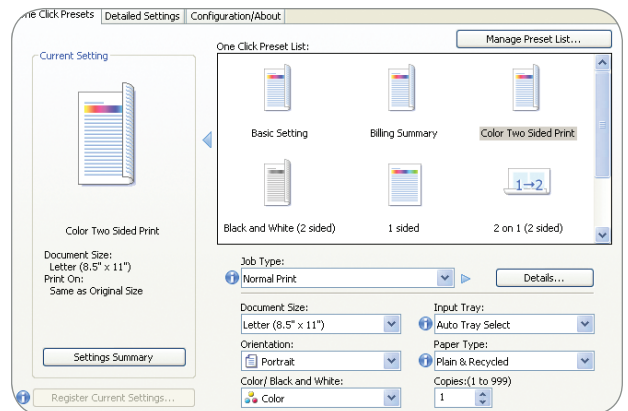 One Click Presets Detailed Settings Configuration/About
Current Setting
Color Two Sided Print
Document Size:
Letter (8.5" x 11")
Print On:
Same as Original Size
Settings Summary
Register Current Settings...
One Click Preset List:
Manage Preset List...
Basic Setting
Billing Summary
Color Two Sided Print
Black and White (2 sided)
1 sided
1→2
2 on 1 (2 sided)
Job Type:
Normal Print
Details...
Document Size:
Letter (8.5" x 11")
Input Tray:
Auto Tray Select
Orientation:
Portrait
Paper Type:
Plain & Recycled
Color/ Black and White:
Color
Copies:(1 to 999)
1